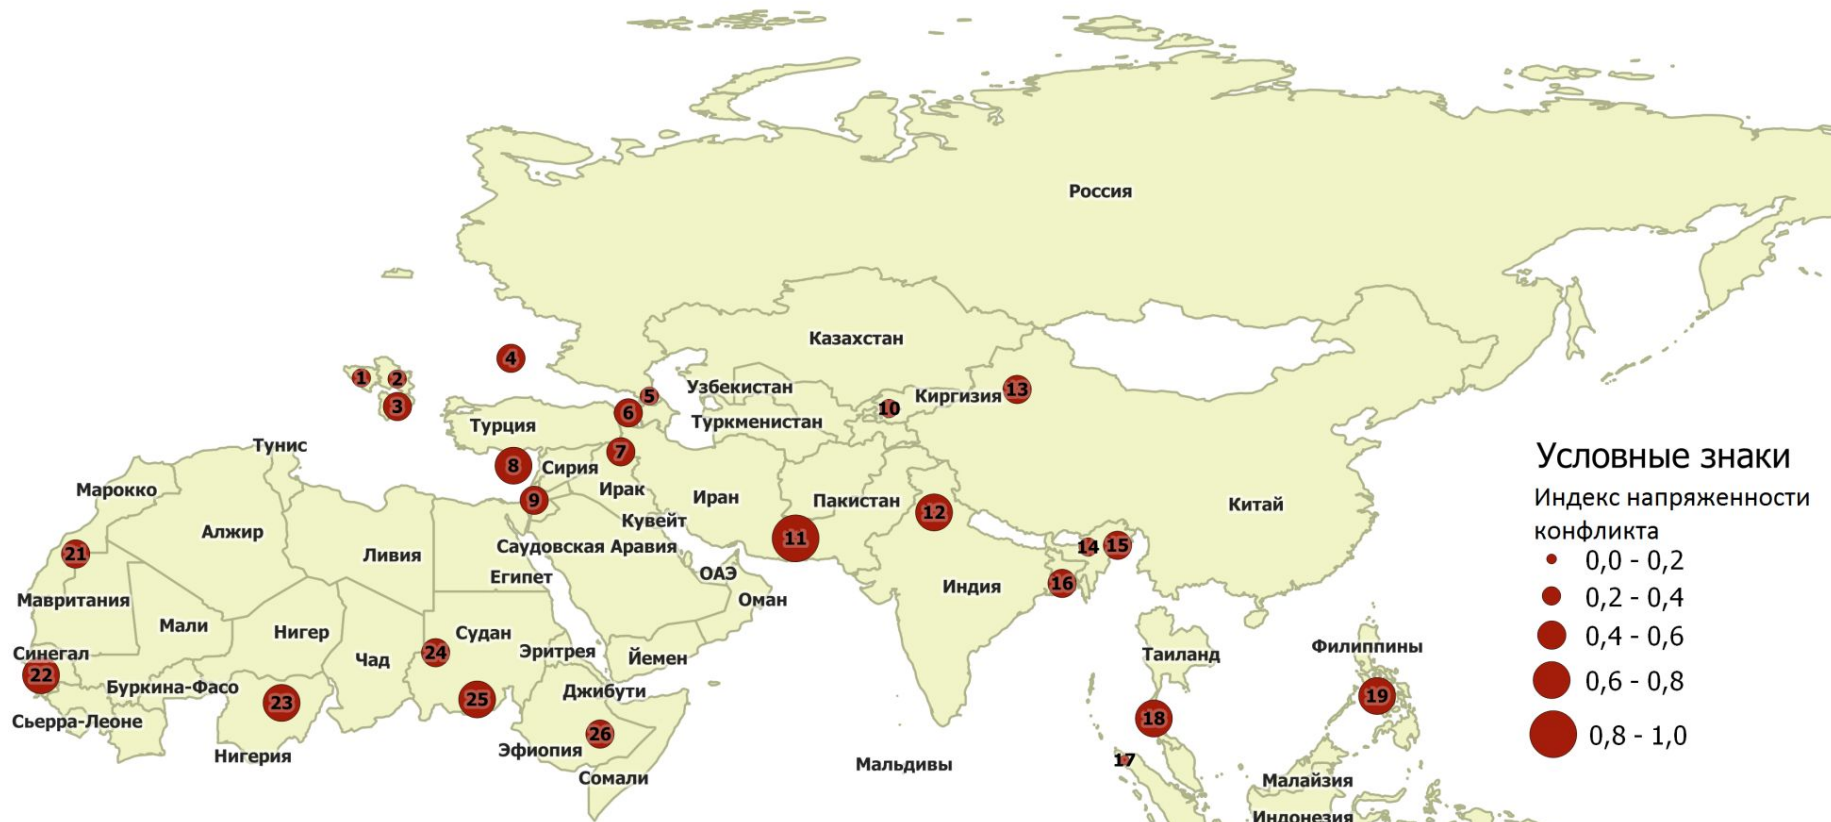 Россия
Казахстан
4
1
2
3
5
6
Узбекистан
Киргизия
13
10
Туркменистан
Турция
7
8
Сирия
9
Ирак
Иран
Пакистан
12
Китай
Тунис
Марокко
Алжир
21
Ливия
Кувейт
Саудовская Аравия
Египет
11
ОАЭ
Оман
14
15
16
Индия
Мавритания
Мали
Нигер
Чад
Судан
24
Эритрея
Йемен
Синегал
22
Буркина-Фасо
Сьерра-Леоне
23
Нигерия
25
Джибути
26
Эфиопия
Сомали
Мальдивы
Таиланд
Филиппины
19
18
17
Малайзия
Индонезия
Условные знаки
Индекс напряженности
конфликта
0,0 - 0,2
0,2 - 0,4
0,4 - 0,6
0,6 - 0,8
0,8 - 1,0